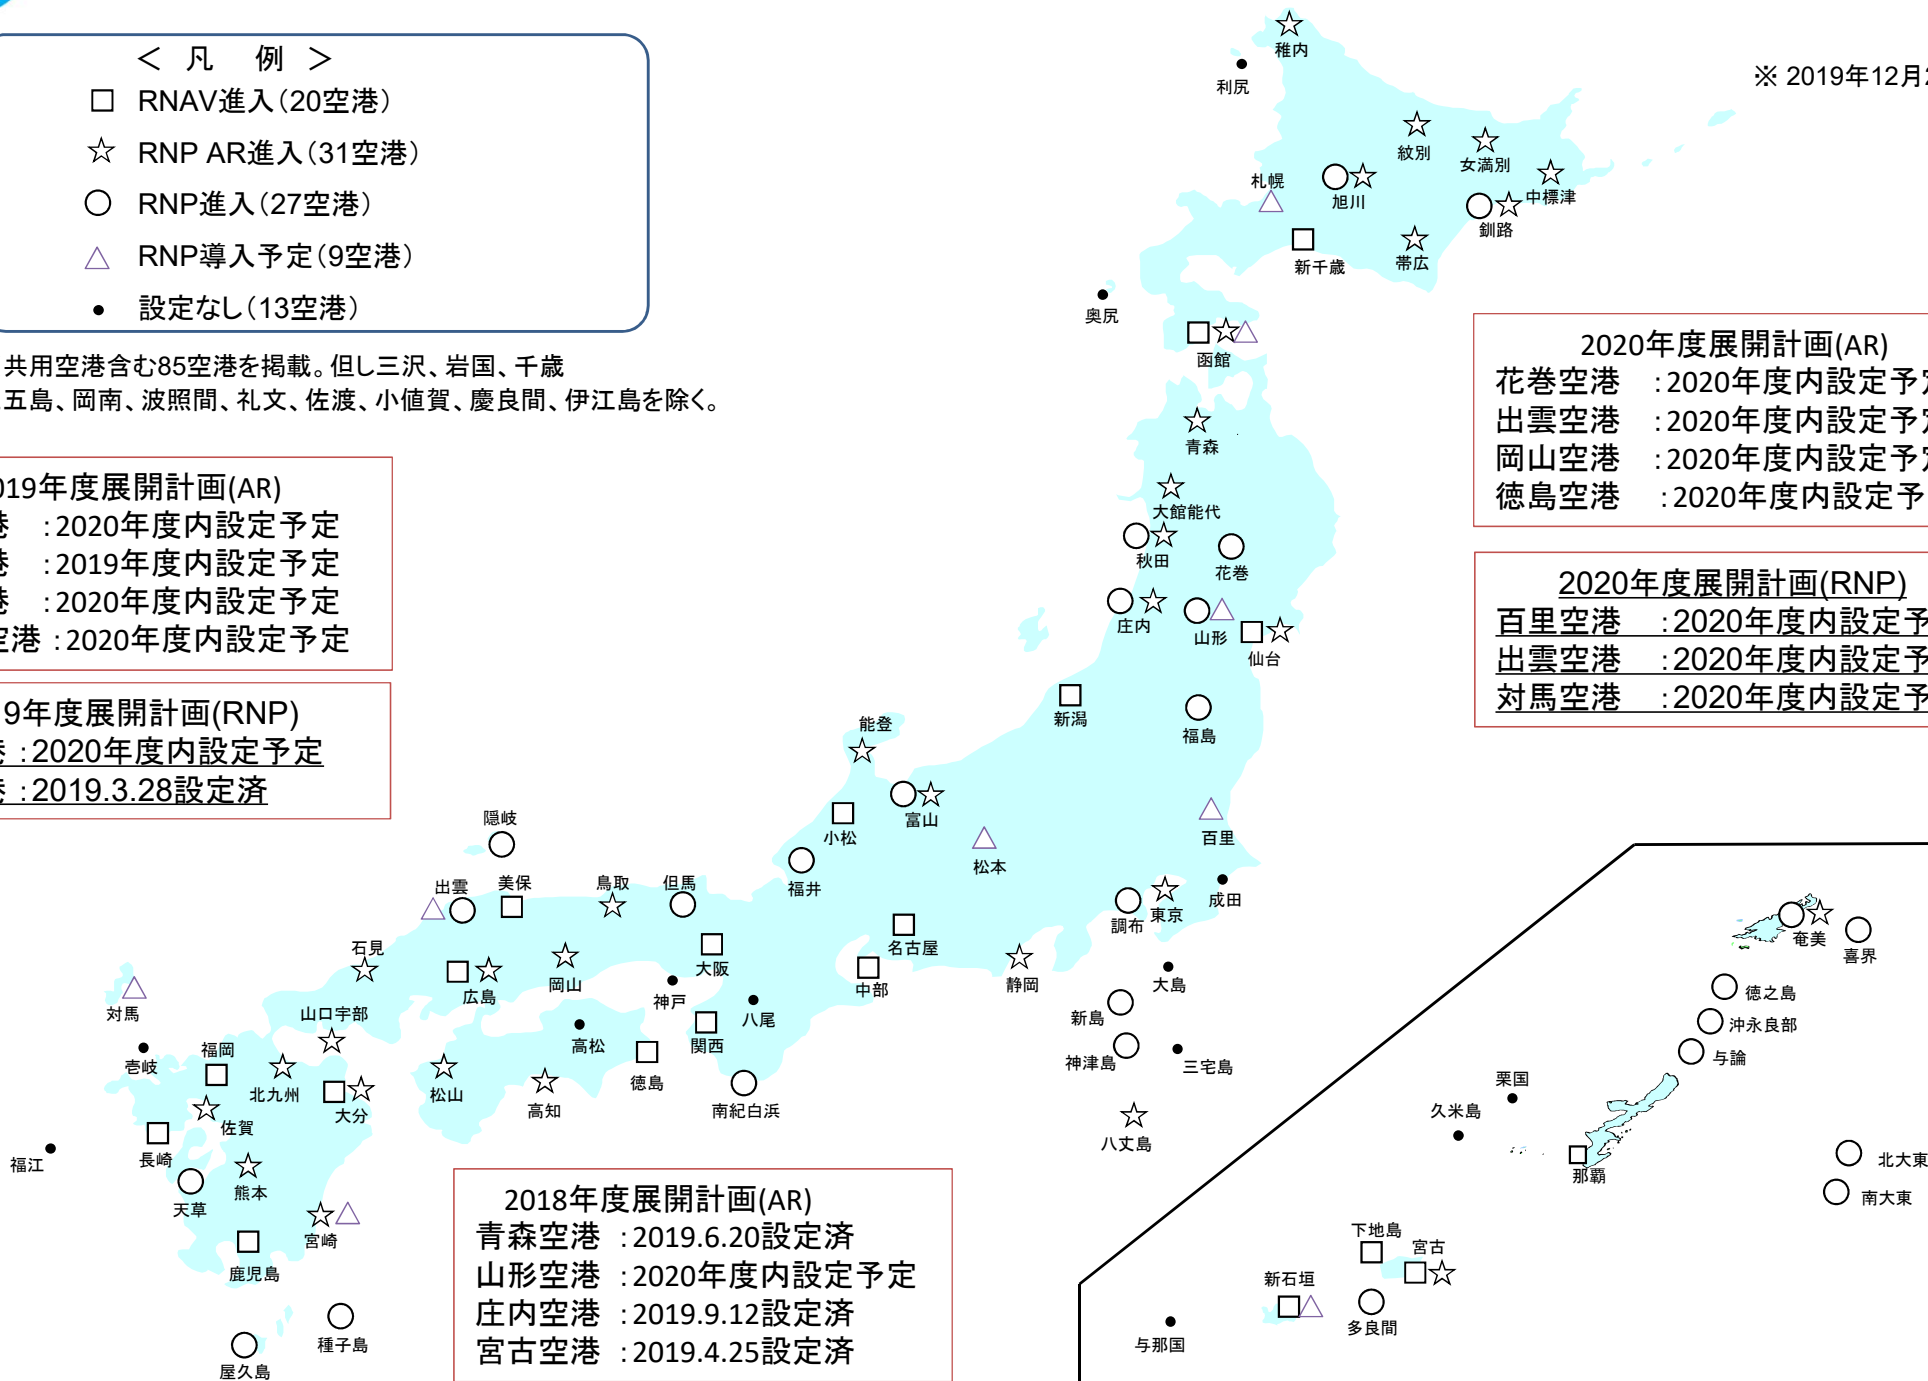 ＜ 凡　例 ＞
RNAV進入（20空港）
RNP AR進入（31空港）
RNP進入（27空港）
RNP導入予定（9空港）
設定なし（13空港）
共用空港含む85空港を掲載。但し三沢、岩国、千歳
五島、岡南、波照間、礼文、佐渡、小値賀、慶良間、伊江島を除く。
※ 2019年12月
019年度展開計画(AR)
港 ：2020年度内設定予定
港 ：2019年度内設定予定
港 ：2020年度内設定予定
空港：2020年度内設定予定
9年度展開計画(RNP)
港：2020年度内設定予定
港：2019.3.28設定済
2020年度展開計画(AR)
花巻空港 ：2020年度内設定予定
出雲空港 ：2020年度内設定予定
岡山空港 ：2020年度内設定予定
徳島空港 ：2020年度内設定予
2020年度展開計画(RNP)
百里空港 ：2020年度内設定予
出雲空港 ：2020年度内設定予
対馬空港 ：2020年度内設定予
2018年度展開計画(AR)
青森空港 ：2019.6.20設定済
山形空港 ：2020年度内設定予定
庄内空港 ：2019.9.12設定済
宮古空港 ：2019.4.25設定済
稚内
利尻
紋別
女満別
中標津
札幌
旭川
釧路
新千歳
帯広
奥尻
函館
青森
大館能代
秋田
花巻
庄内
山形
仙台
新潟
福島
能登
富山
小松
松本
百里
福井
隠岐
出雲
美保
鳥取
但馬
調布
東京
成田
名古屋
石見
広島
岡山
大阪
中部
静岡
大島
神戸
八尾
新島
対馬
山口宇部
高松
関西
神津島
三宅島
壱岐
福岡
北九州
大分
松山
高知
徳島
南紀白浜
佐賀
八丈島
福江
長崎
熊本
天草
宮崎
鹿児島
種子島
屋久島
奄美
喜界
徳之島
沖永良部
与論
粟国
久米島
那覇
北大東
南大東
下地島
宮古
新石垣
多良間
与那国